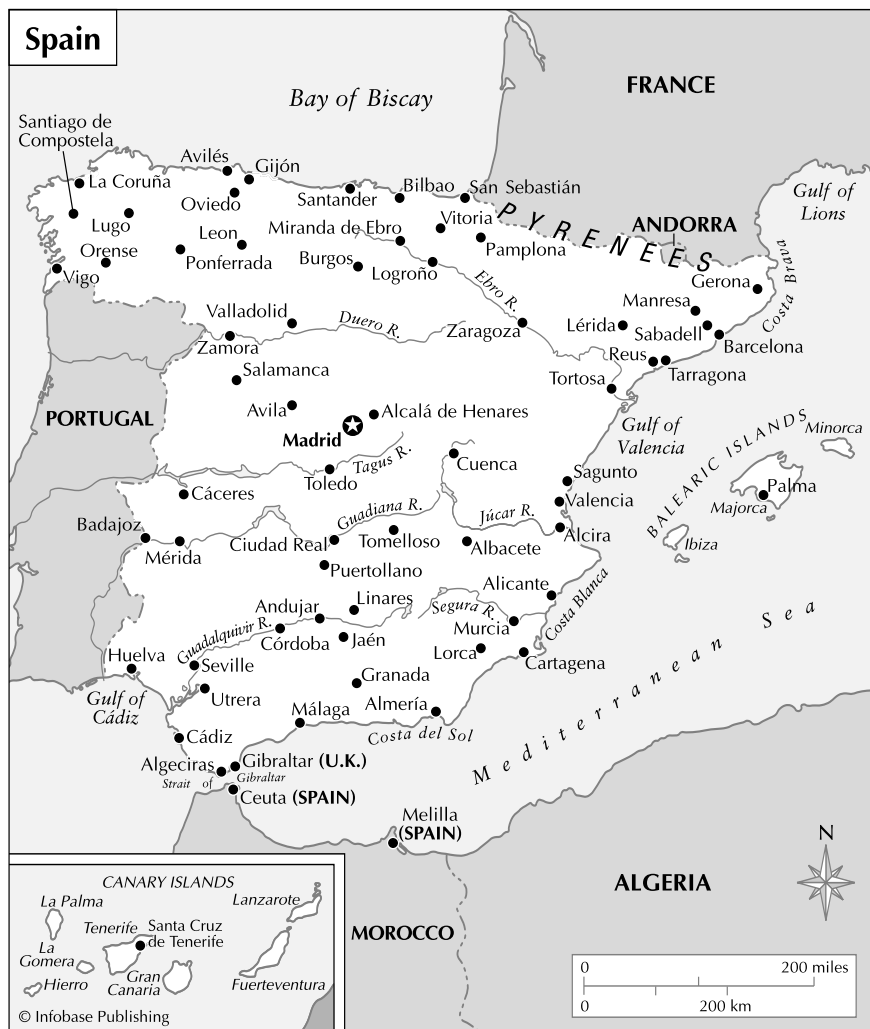 Spain
Bay of Biscay
FRANCE
Santiago de
Compostela
Avilés
Gijón
La Coruña
Oviedo
Santander
Bilbao
San Sebastián
Gulf of
Lions
Lugo
Leon
Miranda de Ebro
Vitoria
PYRENEES
ANDORRA
Orense
Ponferrada
Burgos
Logroño
Pamplona
Vigo
Ebro R.
Gerona
Costa Brava
Manresa
Valladolid
Duero R.
Zaragoza
Lérida
Sabadell
Barcelona
Zamora
Reus
Tarragona
Salamanca
Tortosa
PORTUGAL
Avila
Alcalá de Henares
Madrid
Gulf of
Valencia
BALEARIC ISLANDS
Minorca
Tagus R.
Toledo
Cuenca
Sagunto
Cáceres
Valencia
Palma
Majorca
Badajoz
Guadiana R.
Júcar R.
Alcira
Mérida
Ciudad Real
Tomelloso
Albacete
Ibiza
Puertollano
Alicante
Linares
Costa Blanca
Andujar
Segura R.
Guadalquivir R.
Córdoba
Jaén
Murcia
Mediterranean Sea
Huelva
Seville
Lorca
Cartagena
Utrera
Granada
Gulf of
Cádiz
Málaga
Almería
Costa del Sol
Cádiz
Algeciras
Gibraltar (U.K.)
Strait of Gibraltar
Ceuta (SPAIN)
Melilla
(SPAIN)
N
ALGERIA
MOROCCO
CANARY ISLANDS
La Palma
Lanzarote
Tenerife
Santa Cruz
de Tenerife
La
Gomera
Hierro
Gran
Canaria
Fuerteventura
© Infobase Publishing
0 200 miles
0 200 km